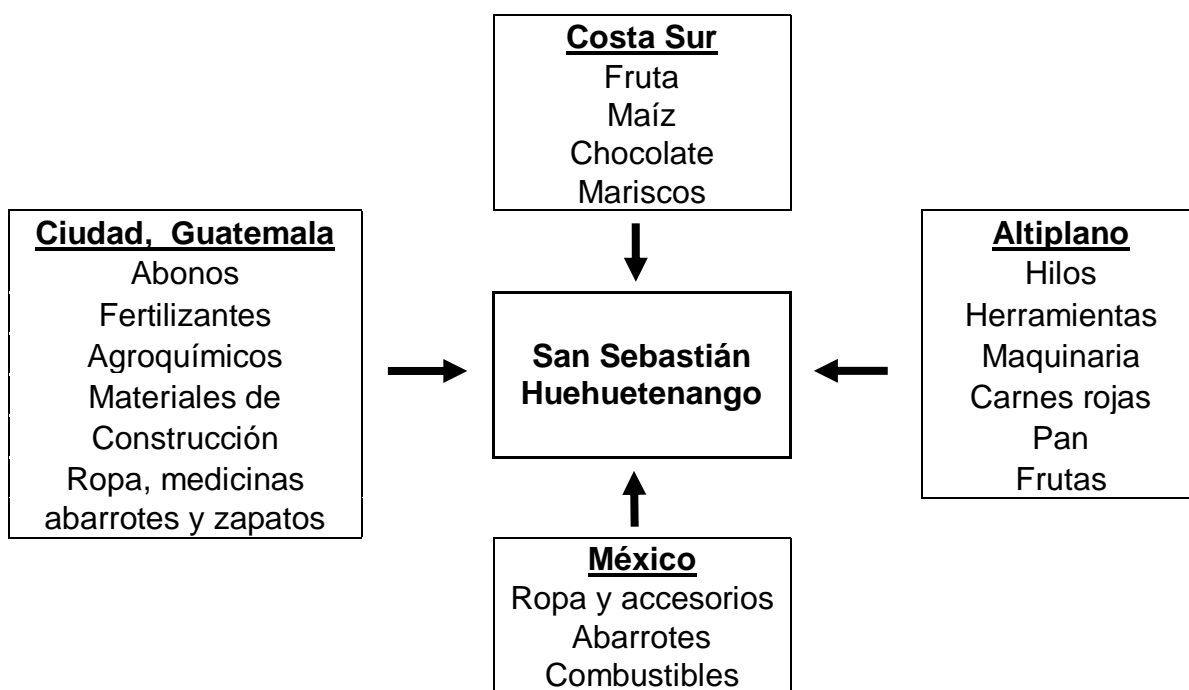 Costa Sur
Fruta
Maíz
Chocolate
Mariscos
Ciudad, Guatemala
Abonos
Fertilizantes
Agroquímicos
Materiales de
Construcción
Ropa, medicinas
abarrotes y zapatos
San Sebastián
Huehuetenango
Altiplano
Hilos
Herramientas
Maquinaria
Carnes rojas
Pan
Frutas
México
Ropa y accesorios
Abarrotes
Combustibles